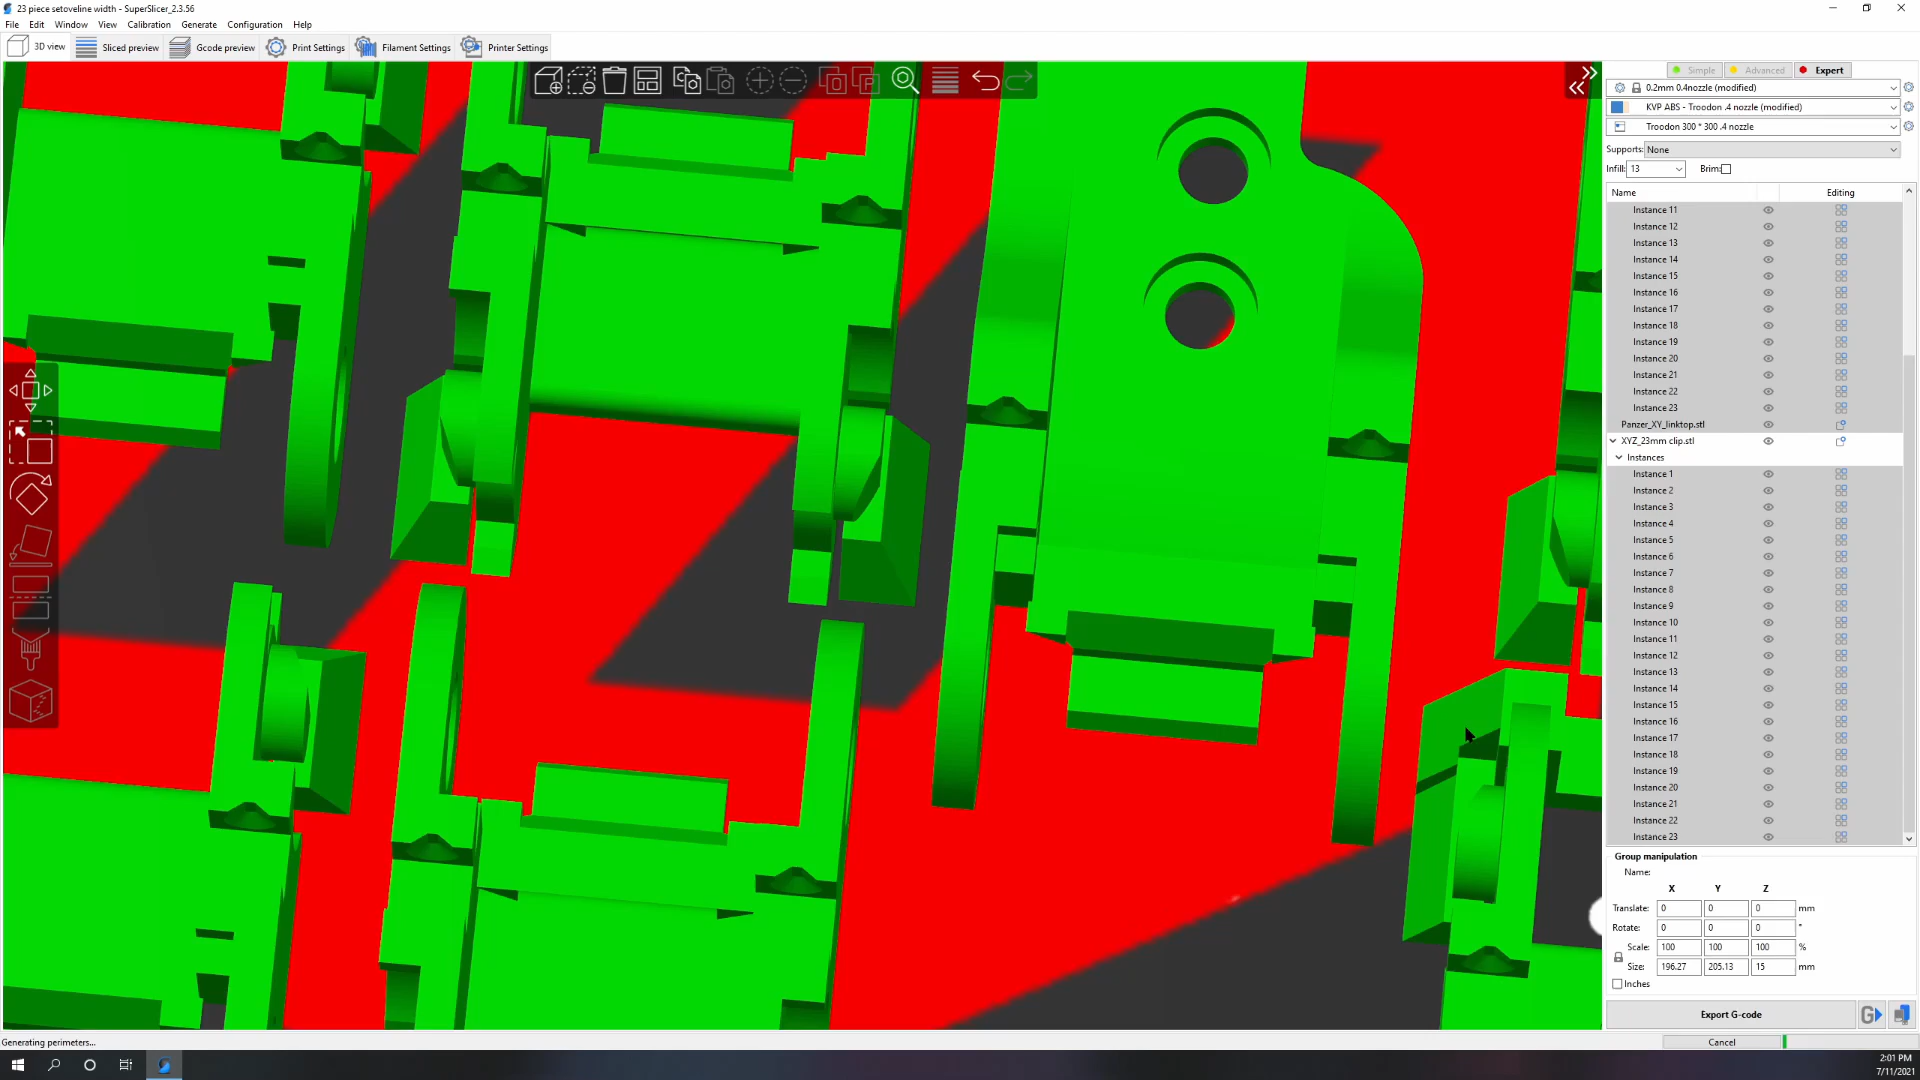 23 piece setoveline width - SuperSlicer_2.3.56
File Edit Window View Calibration Generate Configuration Help
3D view Sliced preview Gcode preview Print Settings Filament Settings Printer Settings
Simple Advanced Expert
0.2mm 0.4nozzle (modified)
KVP ABS - Troodon .4 nozzle (modified)
Troodon 300 * 300 .4 nozzle
Supports: None
Infill: 13 Brim:
Name Editing
Instance 11
Instance 12
Instance 13
Instance 14
Instance 15
Instance 16
Instance 17
Instance 18
Instance 19
Instance 20
Instance 21
Instance 22
Instance 23
Panzer_XY_linktop.stl
XYZ_23mm clip.stl
Instances
Instance 1
Instance 2
Instance 3
Instance 4
Instance 5
Instance 6
Instance 7
Instance 8
Instance 9
Instance 10
Instance 11
Instance 12
Instance 13
Instance 14
Instance 15
Instance 16
Instance 17
Instance 18
Instance 19
Instance 20
Instance 21
Instance 22
Instance 23
Group manipulation
Name:
X Y Z
Translate: 0 0 0 mm
Rotate: 0 0 0 °
Scale: 100 100 100 %
Size: 196.27 205.13 15 mm
Inches
Export G-code G
Generating perimeters...
Cancel
2:01 PM
7/11/2021